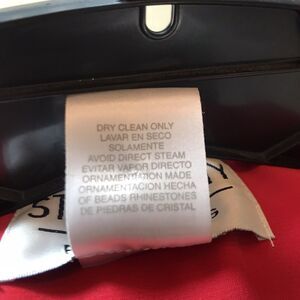 DRY CLEAN ONLY
LAVAR EN SECO
SOLAMENTE
AVOID DIRECT STEAM
EVITAR VAPOR DIRECTO
ORNAMENTATION MADE
ORNAMENTACION HECHA
OF BEADS RHINESTONES
DE PIEDRAS DE CRISTAL